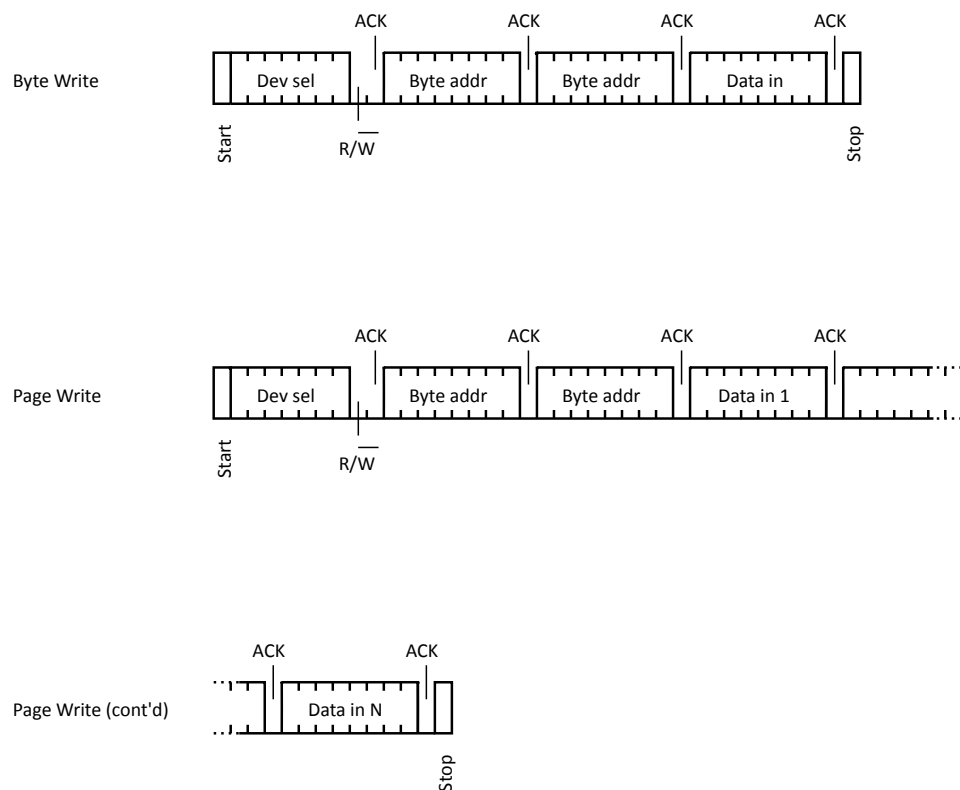 ACK ACK ACK ACK
Byte Write
Dev sel Byte addr Byte addr Data in
Start
R/W̅
Stop
ACK ACK ACK ACK
Page Write
Dev sel Byte addr Byte addr Data in 1
Start
R/W̅
ACK ACK
Page Write (cont'd)
Data in N
Stop